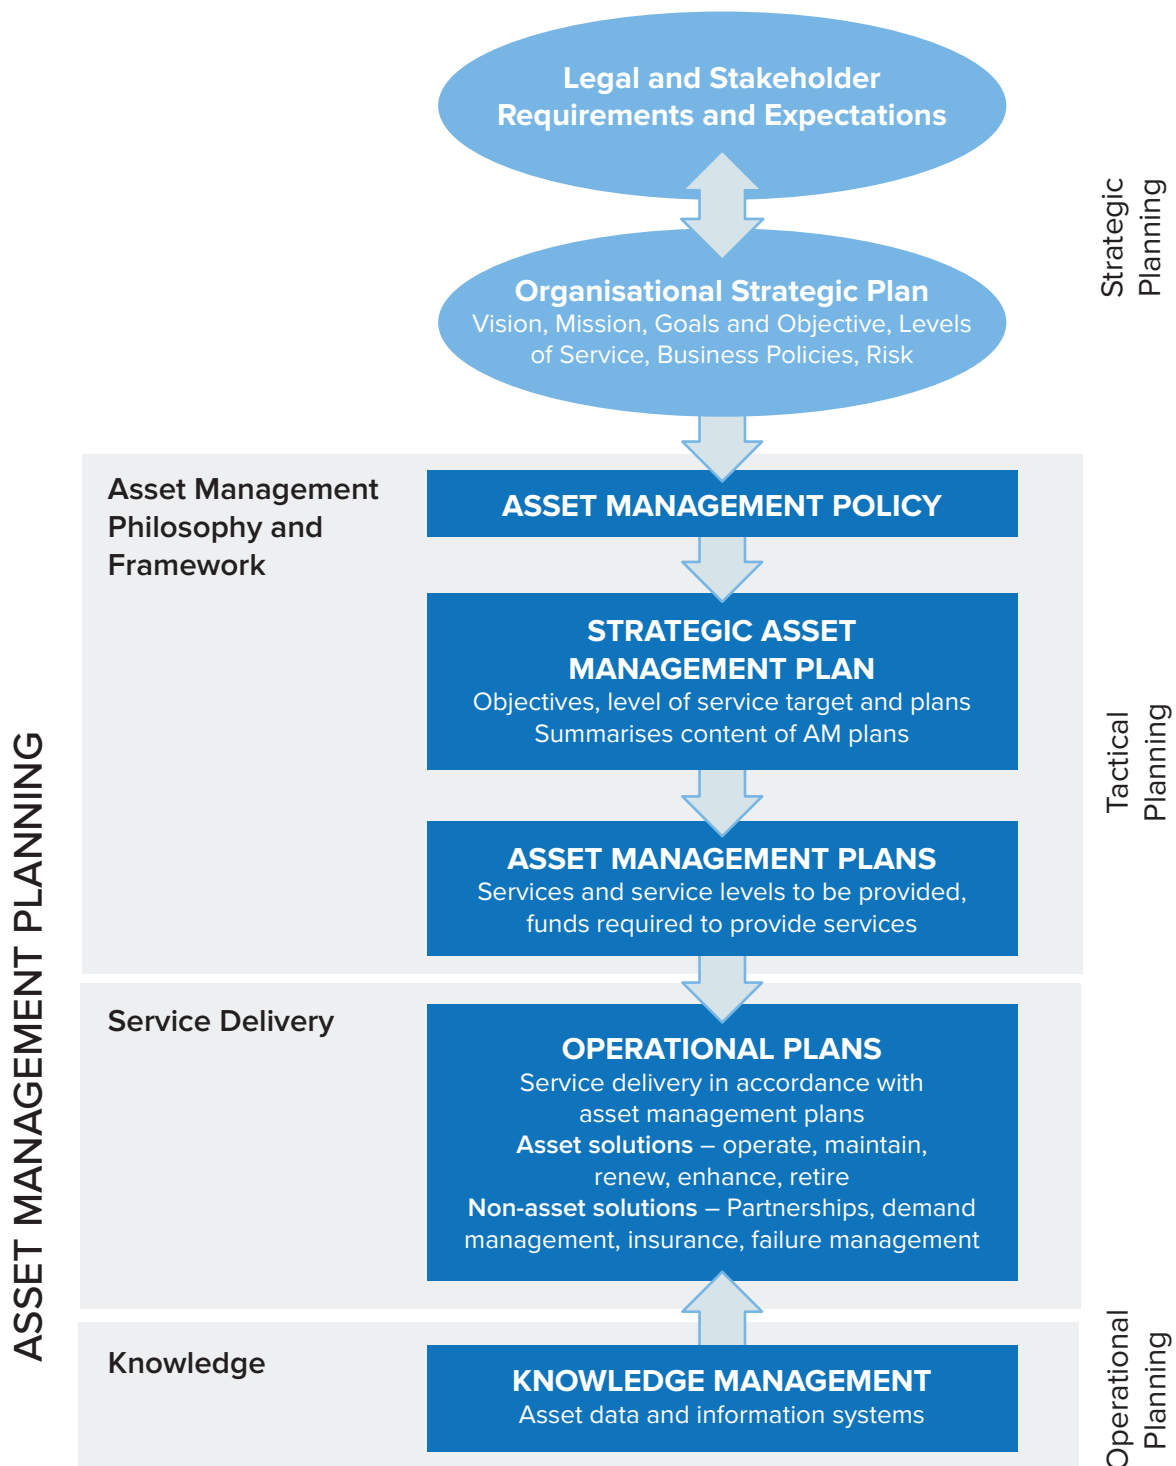 Legal and Stakeholder
Requirements and Expectations
Strategic
Planning
Organisational Strategic Plan
Vision, Mission, Goals and Objective, Levels
of Service, Business Policies, Risk
Asset Management
Philosophy and
Framework
ASSET MANAGEMENT POLICY
STRATEGIC ASSET
MANAGEMENT PLAN
Objectives, level of service target and plans
Summarises content of AM plans
Tactical
Planning
ASSET MANAGEMENT PLANS
Services and service levels to be provided,
funds required to provide services
ASSET MANAGEMENT PLANNING
Service Delivery
OPERATIONAL PLANS
Service delivery in accordance with
asset management plans
Asset solutions – operate, maintain,
renew, enhance, retire
Non-asset solutions – Partnerships, demand
management, insurance, failure management
Knowledge
KNOWLEDGE MANAGEMENT
Asset data and information systems
Operational
Planning